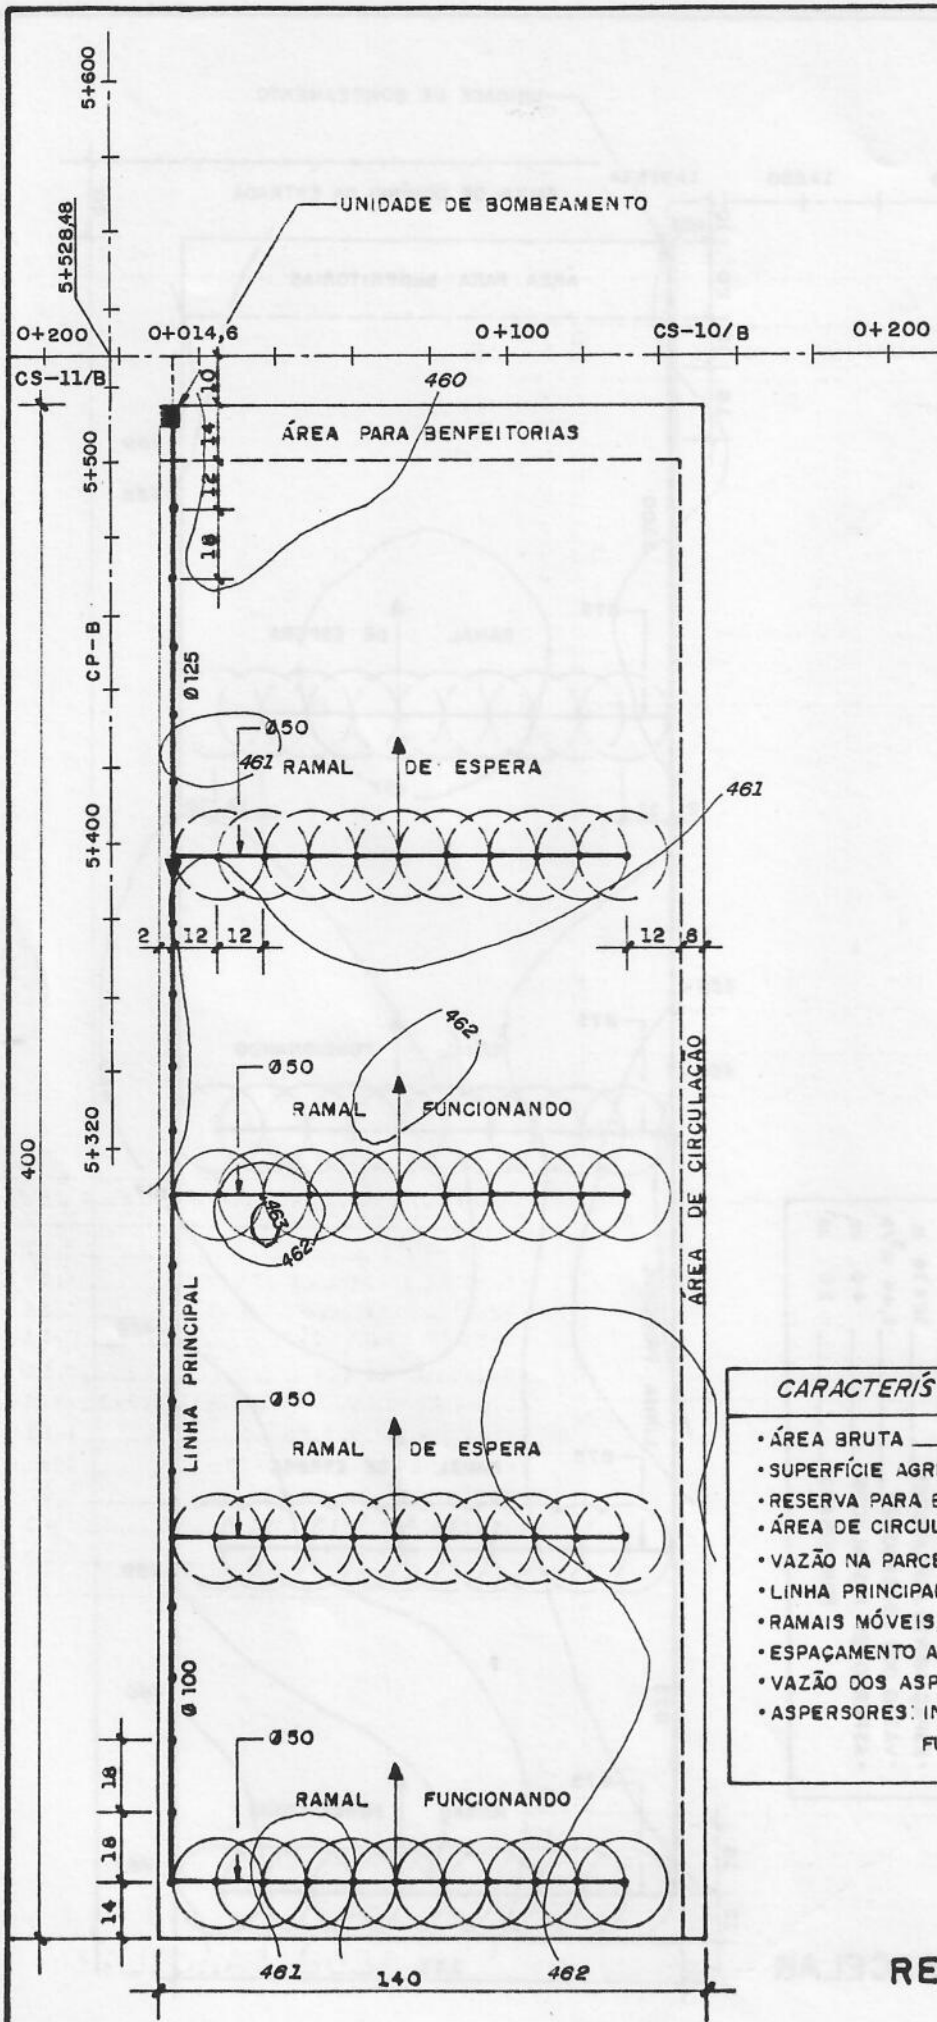 5+600
UNIDADE DE BOMBEAMENTO
5+528,48
0+200
0+014,6
0+100
CS-10/B
0+200
CS-11/B
10
460
14
ÁREA PARA BENFEITORIAS
5+500
12
18
CP-B
Ø125
Ø50
461
RAMAL DE ESPERA
461
5+400
2
12
12
12
6
462
Ø50
RAMAL FUNCIONANDO
400
5+320
ÁREA DE CIRCULAÇÃO
463
462
LINHA PRINCIPAL
Ø50
RAMAL DE ESPERA
CARACTERÍS
•ÁREA BRUTA
•SUPERFÍCIE AGRI
•RESERVA PARA B
•ÁREA DE CIRCUL
•VAZÃO NA PARCE
•LINHA PRINCIPAL
•RAMAIS MÓVEIS
•ESPAÇAMENTO A
•VAZÃO DOS ASP
•ASPERSORES: IN
FU
Ø100
Ø50
18
RAMAL FUNCIONANDO
18
14
461
140
462
RE